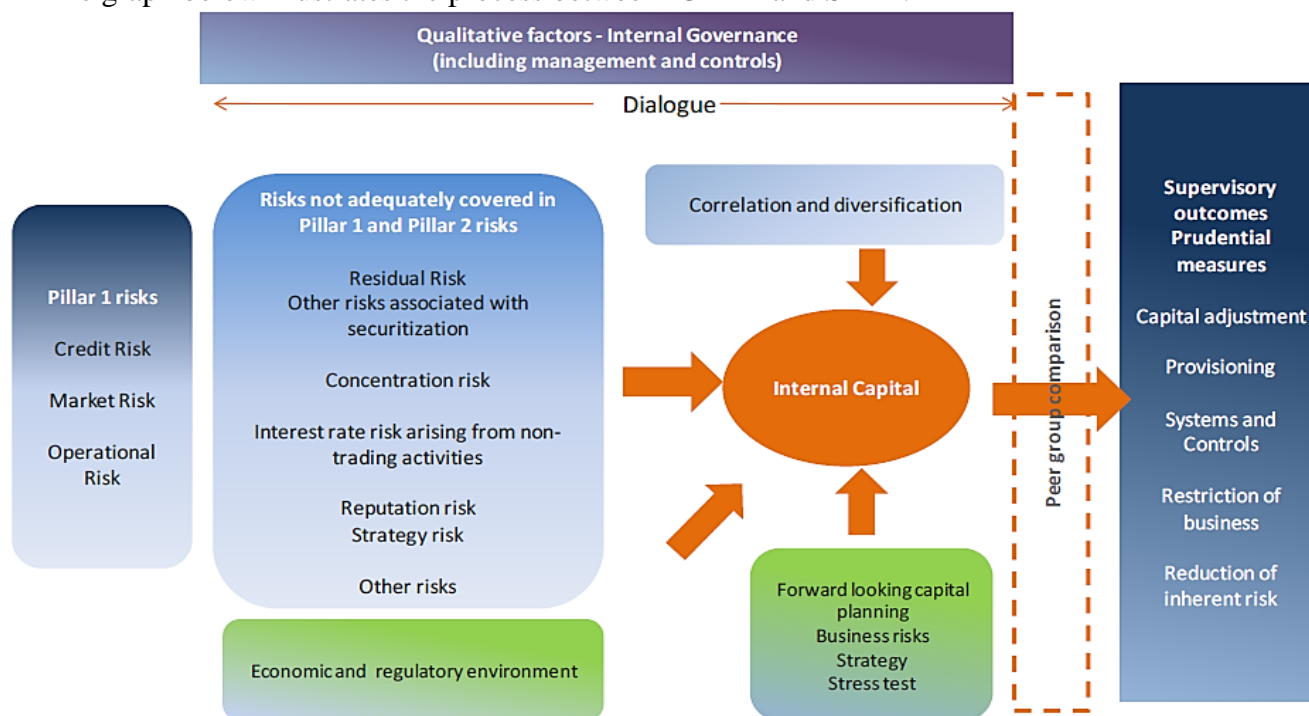 Qualitative factors - Internal Governance
(including management and controls)
Dialogue
Pillar 1 risks
Credit Risk
Market Risk
Operational
Risk
Risks not adequately covered in
Pillar 1 and Pillar 2 risks
Residual Risk
Other risks associated with
securitization
Concentration risk
Interest rate risk arising from non-
trading activities
Reputation risk
Strategy risk
Other risks
Economic and regulatory environment
Correlation and diversification
Internal Capital
Forward looking capital
planning
Business risks
Strategy
Stress test
Peer group comparison
Supervisory
outcomes
Prudential
measures
Capital adjustment
Provisioning
Systems and
Controls
Restriction of
business
Reduction of
inherent risk